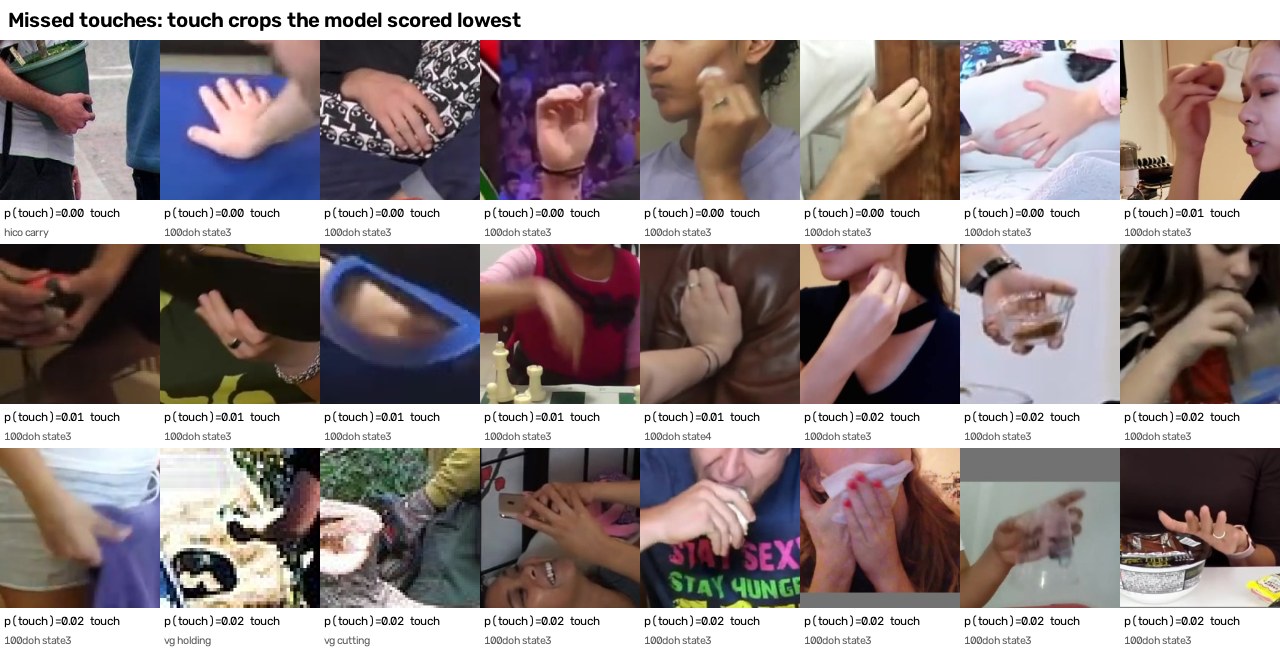 Missed touches: touch crops the model scored lowest
p(touch)=0.00 touch p(touch)=0.00 touch p(touch)=0.00 touch p(touch)=0.00 touch p(touch)=0.00 touch p(touch)=0.00 touch p(touch)=0.00 touch p(touch)=0.01 touch
hico carry 100doh state3 100doh state3 100doh state3 100doh state3 100doh state3 100doh state3 100doh state3
p(touch)=0.01 touch p(touch)=0.01 touch p(touch)=0.01 touch p(touch)=0.01 touch p(touch)=0.01 touch p(touch)=0.02 touch p(touch)=0.02 touch p(touch)=0.02 touch
100doh state3 100doh state3 100doh state3 100doh state3 100doh state4 100doh state3 100doh state3 100doh state3
STAY SEXY
STAY HUNGR
p(touch)=0.02 touch p(touch)=0.02 touch p(touch)=0.02 touch p(touch)=0.02 touch p(touch)=0.02 touch p(touch)=0.02 touch p(touch)=0.02 touch p(touch)=0.02 touch
100doh state3 vg holding vg cutting 100doh state3 100doh state3 100doh state3 100doh state3 100doh state3